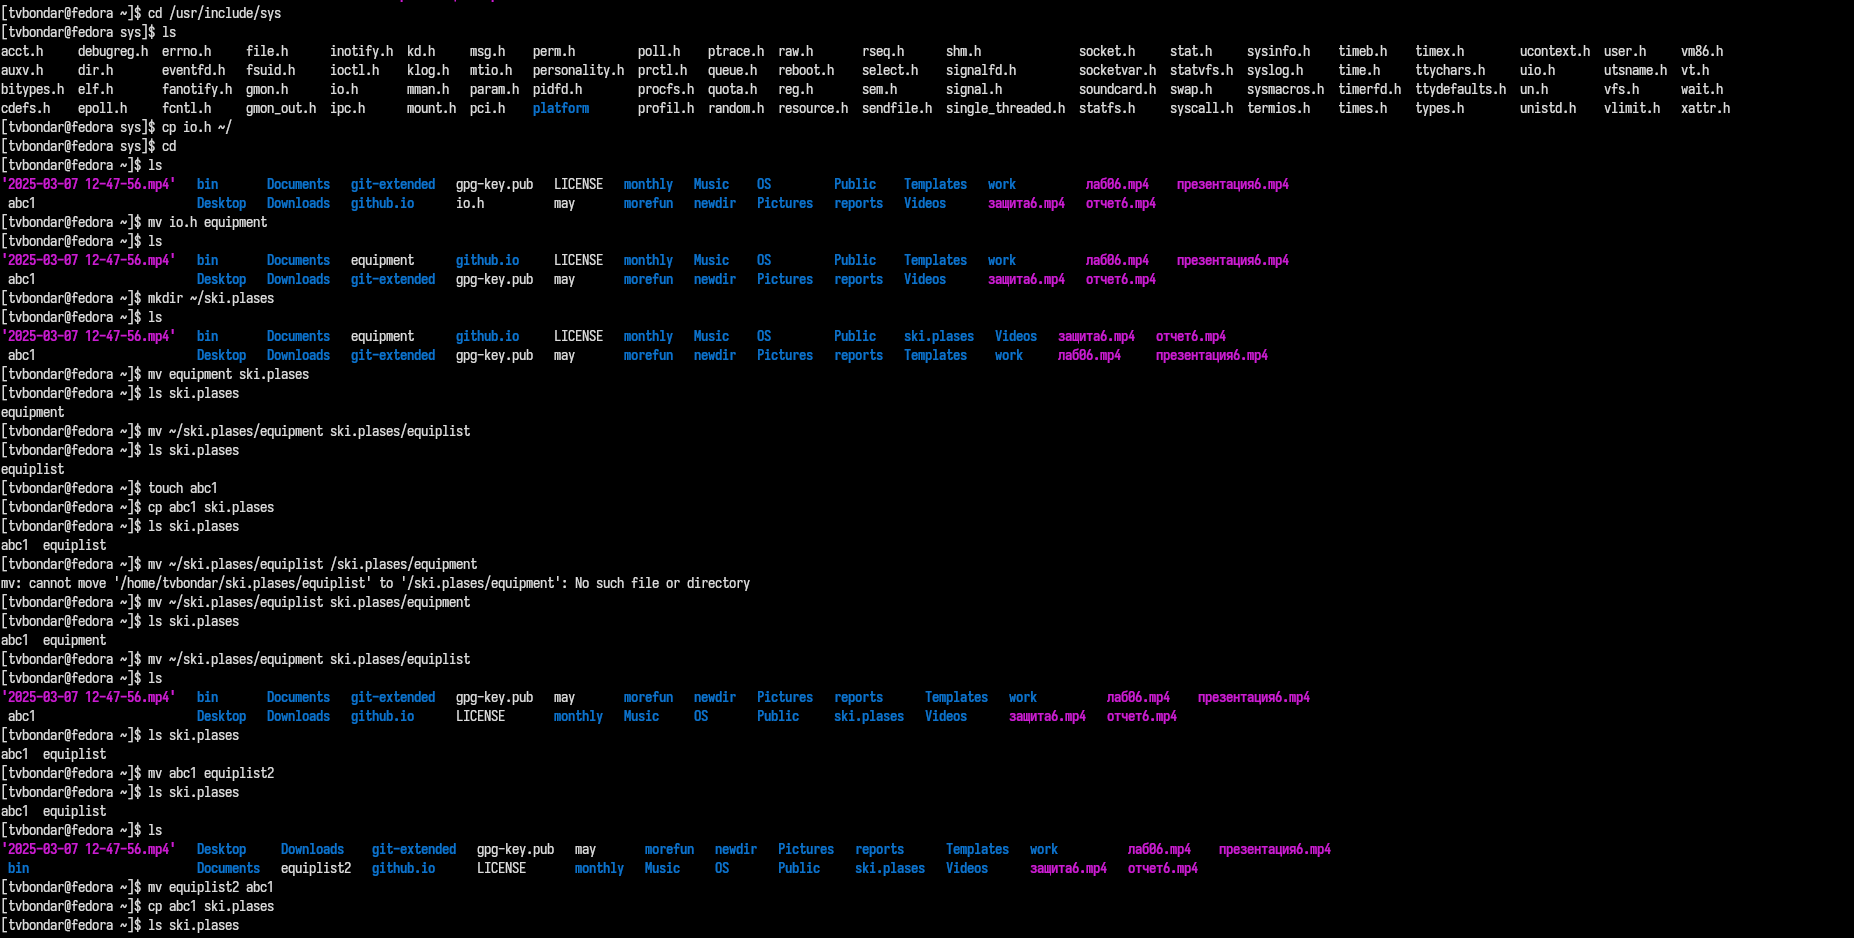 [tvbondar@fedora ~]$ cd /usr/include/sys
[tvbondar@fedora sys]$ ls
acct.h     debugreg.h  errno.h     file.h      inotify.h  kd.h     msg.h    perm.h         poll.h    ptrace.h  raw.h       rseq.h      shm.h              socket.h     stat.h     sysinfo.h    timeb.h    timex.h        ucontext.h  user.h     vm86.h
auxv.h     dir.h       eventfd.h   fsuid.h     ioctl.h    klog.h   mtio.h   personality.h  prctl.h   queue.h   reboot.h    select.h    signalfd.h         socketvar.h  statvfs.h  syslog.h     time.h     ttychars.h     uio.h       utsname.h  vt.h
bitypes.h  elf.h       fanotify.h  gmon.h      io.h       mman.h   param.h  pidfd.h        procfs.h  quota.h   reg.h       sem.h       signal.h           soundcard.h  swap.h     sysmacros.h  timerfd.h  ttydefaults.h  un.h        vfs.h      wait.h
cdefs.h    epoll.h     fcntl.h     gmon_out.h  ipc.h      mount.h  pci.h    platform       profil.h  random.h  resource.h  sendfile.h  single_threaded.h  statfs.h     syscall.h  termios.h    times.h    types.h        unistd.h    vlimit.h   xattr.h
[tvbondar@fedora sys]$ cp io.h ~/
[tvbondar@fedora sys]$ cd
[tvbondar@fedora ~]$ ls
'2025-03-07 12-47-56.mp4'   bin       Documents   git-extended   gpg-key.pub   LICENSE   monthly   Music    OS         Public    Templates   work          лаб06.mp4    презентация6.mp4
 abc1                       Desktop   Downloads   github.io      io.h          may       morefun   newdir   Pictures   reports   Videos      защита6.mp4   отчет6.mp4
[tvbondar@fedora ~]$ mv io.h equipment
[tvbondar@fedora ~]$ ls
'2025-03-07 12-47-56.mp4'   bin       Documents   equipment      github.io     LICENSE   monthly   Music    OS         Public    Templates   work          лаб06.mp4    презентация6.mp4
 abc1                       Desktop   Downloads   git-extended   gpg-key.pub   may       morefun   newdir   Pictures   reports   Videos      защита6.mp4   отчет6.mp4
[tvbondar@fedora ~]$ mkdir ~/ski.plases
[tvbondar@fedora ~]$ ls
'2025-03-07 12-47-56.mp4'   bin       Documents   equipment      github.io     LICENSE   monthly   Music    OS         Public    ski.plases   Videos   защита6.mp4   отчет6.mp4
 abc1                       Desktop   Downloads   git-extended   gpg-key.pub   may       morefun   newdir   Pictures   reports   Templates    work     лаб06.mp4     презентация6.mp4
[tvbondar@fedora ~]$ mv equipment ski.plases
[tvbondar@fedora ~]$ ls ski.plases
equipment
[tvbondar@fedora ~]$ mv ~/ski.plases/equipment ski.plases/equiplist
[tvbondar@fedora ~]$ ls ski.plases
equiplist
[tvbondar@fedora ~]$ touch abc1
[tvbondar@fedora ~]$ cp abc1 ski.plases
[tvbondar@fedora ~]$ ls ski.plases
abc1  equiplist
[tvbondar@fedora ~]$ mv ~/ski.plases/equiplist /ski.plases/equipment
mv: cannot move '/home/tvbondar/ski.plases/equiplist' to '/ski.plases/equipment': No such file or directory
[tvbondar@fedora ~]$ mv ~/ski.plases/equiplist ski.plases/equipment
[tvbondar@fedora ~]$ ls ski.plases
abc1  equipment
[tvbondar@fedora ~]$ mv ~/ski.plases/equipment ski.plases/equiplist
[tvbondar@fedora ~]$ ls
'2025-03-07 12-47-56.mp4'   bin       Documents   git-extended   gpg-key.pub   may       morefun   newdir   Pictures   reports      Templates   work          лаб06.mp4    презентация6.mp4
 abc1                       Desktop   Downloads   github.io      LICENSE       monthly   Music     OS       Public     ski.plases   Videos      защита6.mp4   отчет6.mp4
[tvbondar@fedora ~]$ ls ski.plases
abc1  equiplist
[tvbondar@fedora ~]$ mv abc1 equiplist2
[tvbondar@fedora ~]$ ls ski.plases
abc1  equiplist
[tvbondar@fedora ~]$ ls
'2025-03-07 12-47-56.mp4'   Desktop     Downloads    git-extended   gpg-key.pub   may       morefun   newdir   Pictures   reports      Templates   work          лаб06.mp4    презентация6.mp4
 bin                        Documents   equiplist2   github.io      LICENSE       monthly   Music     OS       Public     ski.plases   Videos      защита6.mp4   отчет6.mp4
[tvbondar@fedora ~]$ mv equiplist2 abc1
[tvbondar@fedora ~]$ cp abc1 ski.plases
[tvbondar@fedora ~]$ ls ski.plases